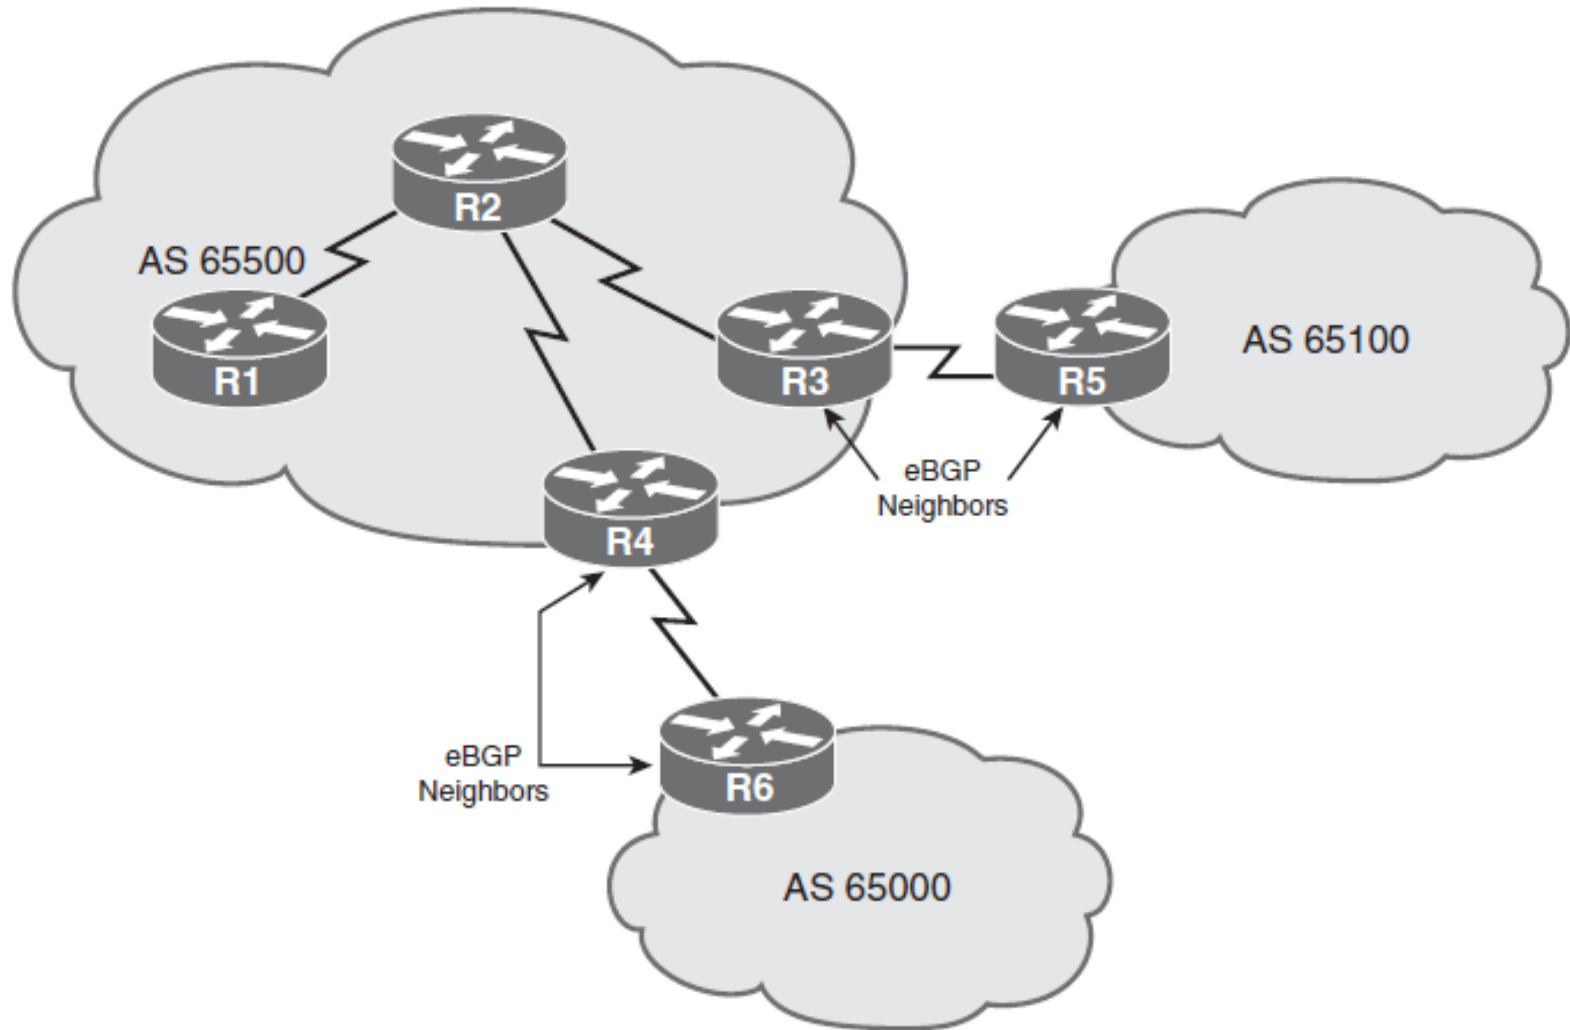 R2
AS 65500
R1
R3
R5
AS 65100
eBGP
Neighbors
R4
eBGP
Neighbors
R6
AS 65000